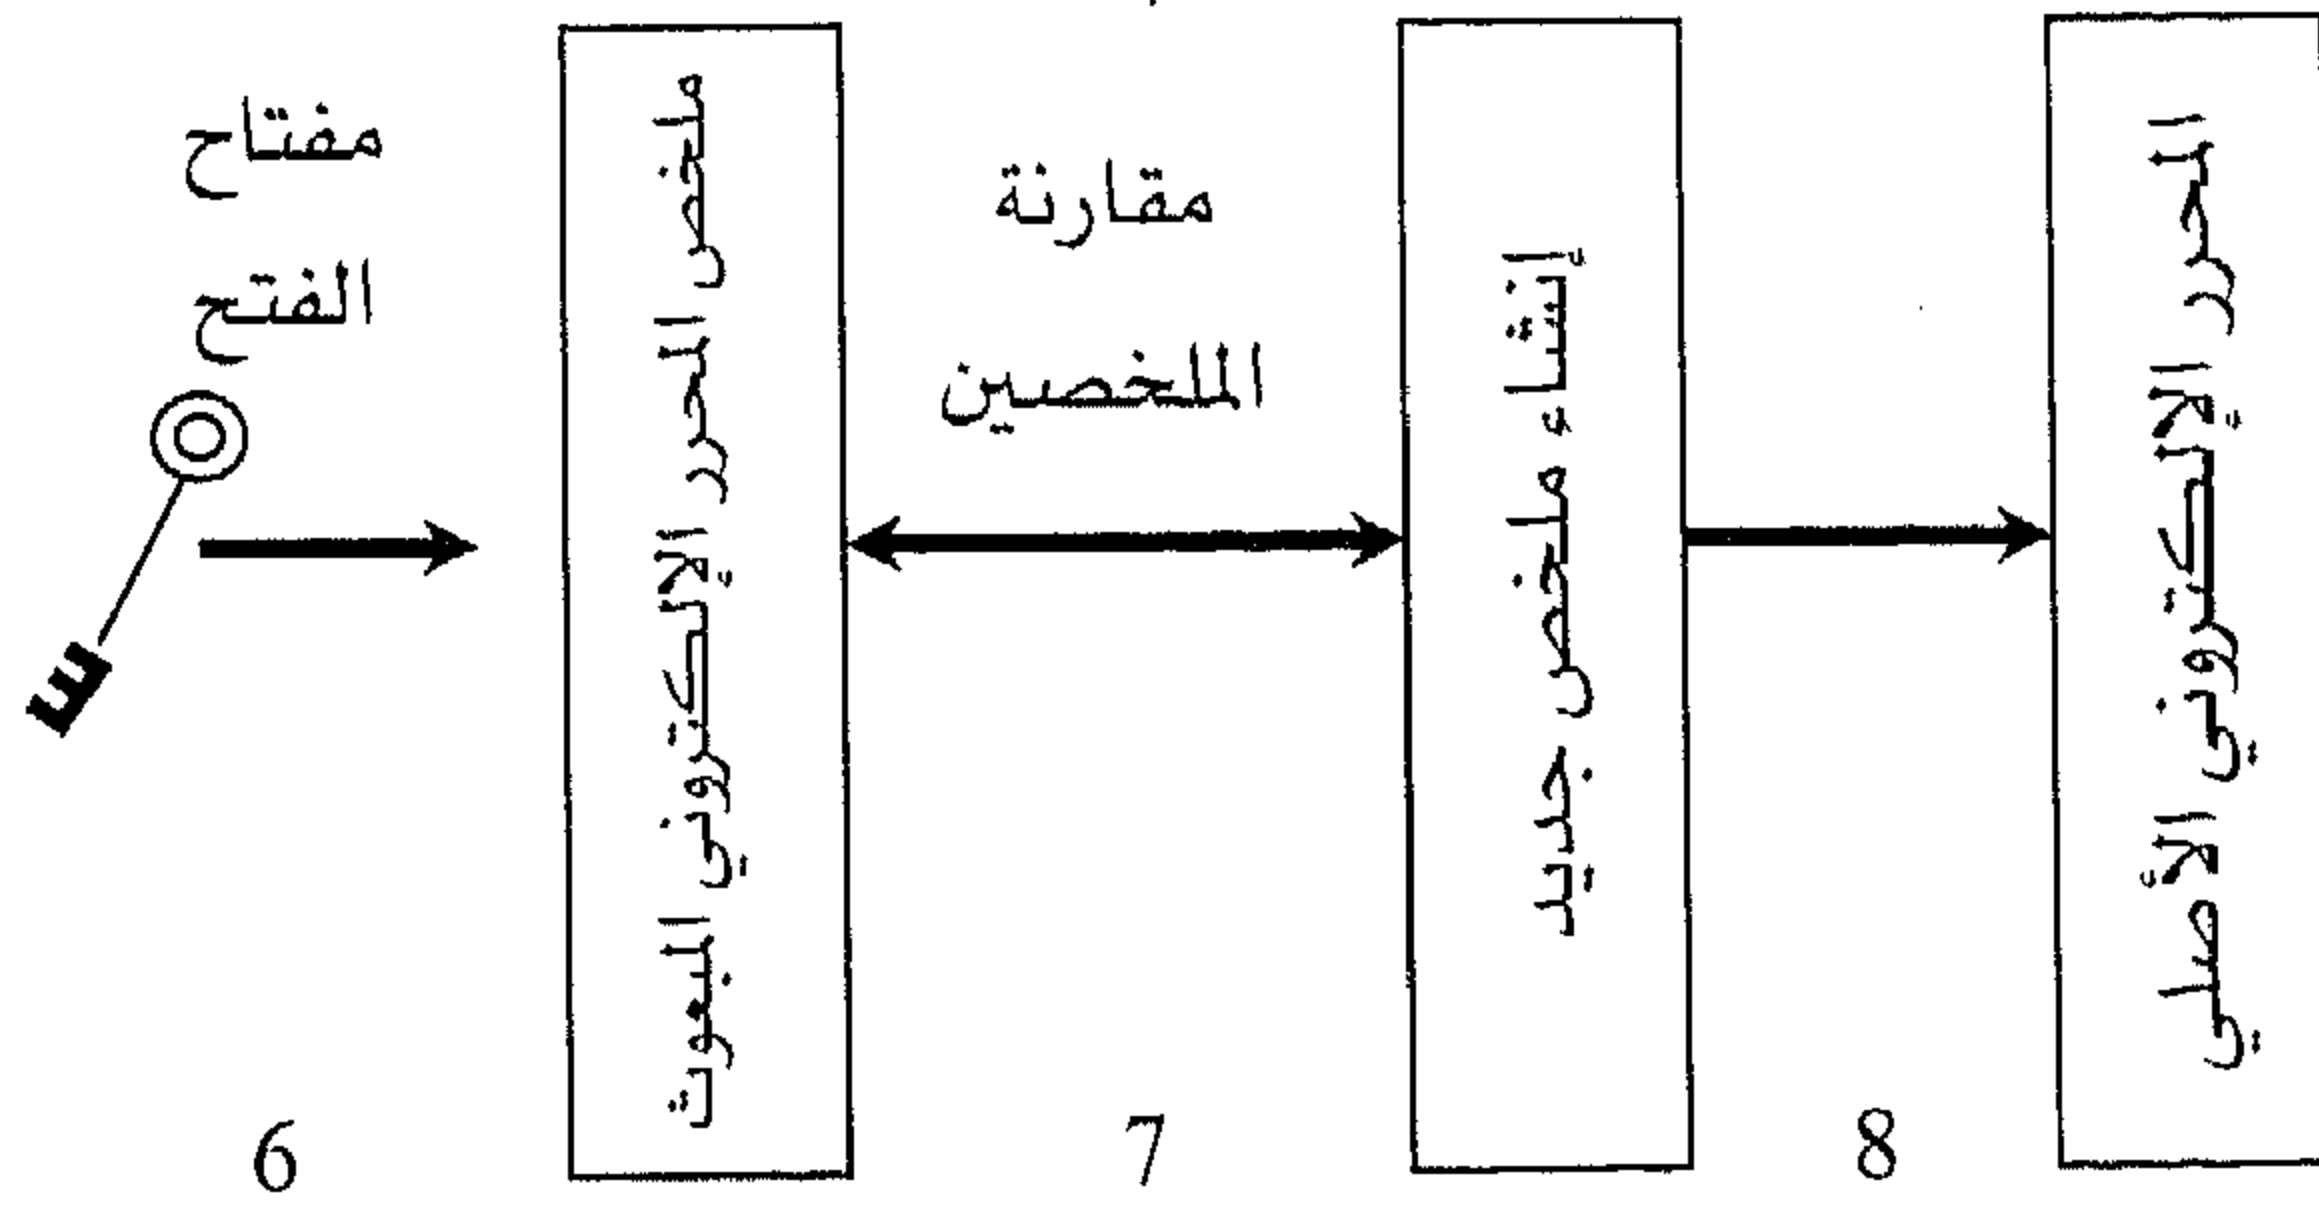 مفتاح
الفتح
ملخص المحرر الإلكتروني المبعوث
مقارنة
الملخصين
إنشاء ملخص جديد
المحرر الإلكتروني الأصلي
6
7
8